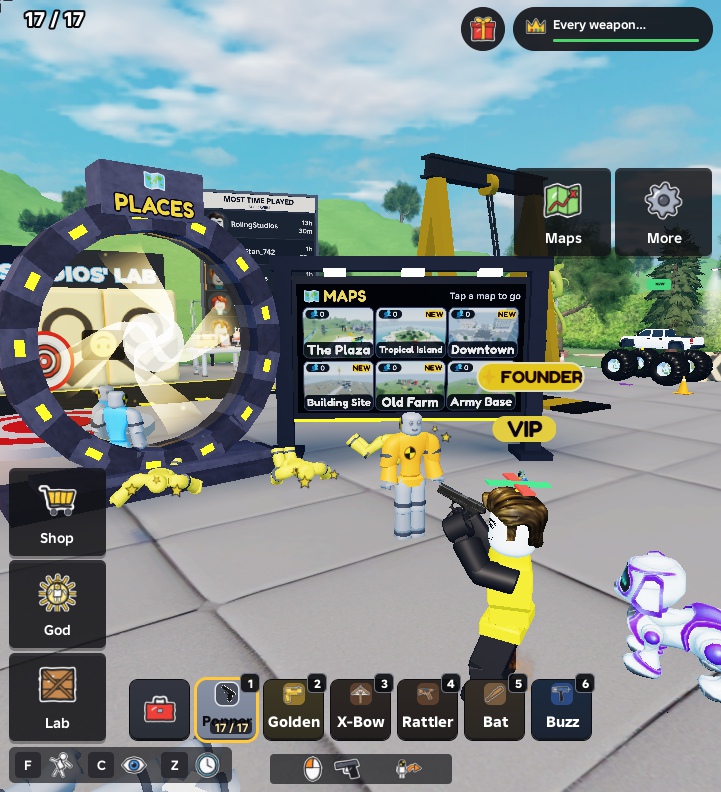 17 / 17
Every weapon...
PLACES
MOST TIME PLAYED
RollingStudios
13h
30m
1h
Maps
More
MAPS
Tap a map to go
0
0
NEW
0
NEW
The Plaza
Tropical Island
Downtown
0
NEW
0
NEW
0
NEW
Building Site
Old Farm
Army Base
FOUNDER
VIP
Shop
God
Lab
1
2
3
4
5
6
17 / 17
Golden
X-Bow
Rattler
Bat
Buzz
F
C
Z